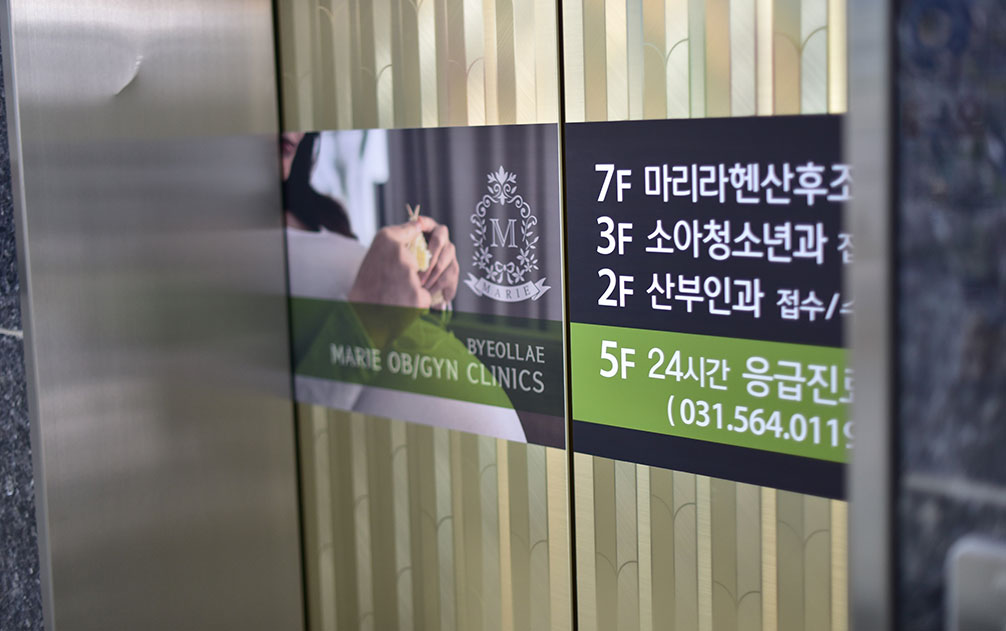 M
MARIE
BYEOLLAE
MARIE OB/GYN CLINICS
7F 마리라헨산후조
3F 소아청소년과
2F 산부인과 접수/
5F 24시간 응급진료
(031.564.0119